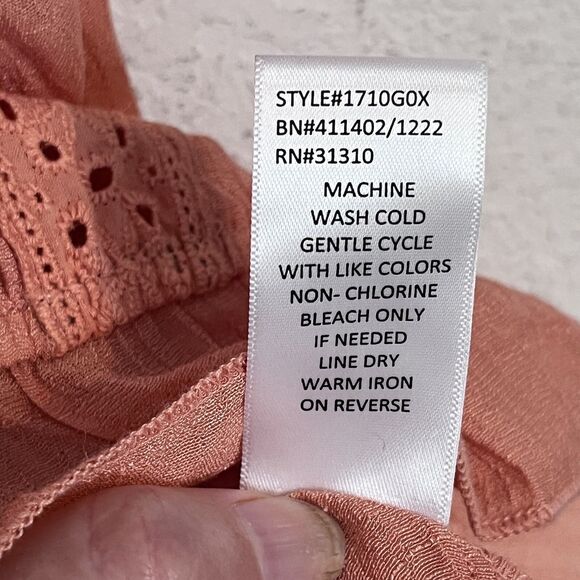 STYLE#1710G0X
BN#411402/1222
RN#31310
MACHINE
WASH COLD
GENTLE CYCLE
WITH LIKE COLORS
NON- CHLORINE
BLEACH ONLY
IF NEEDED
LINE DRY
WARM IRON
ON REVERSE